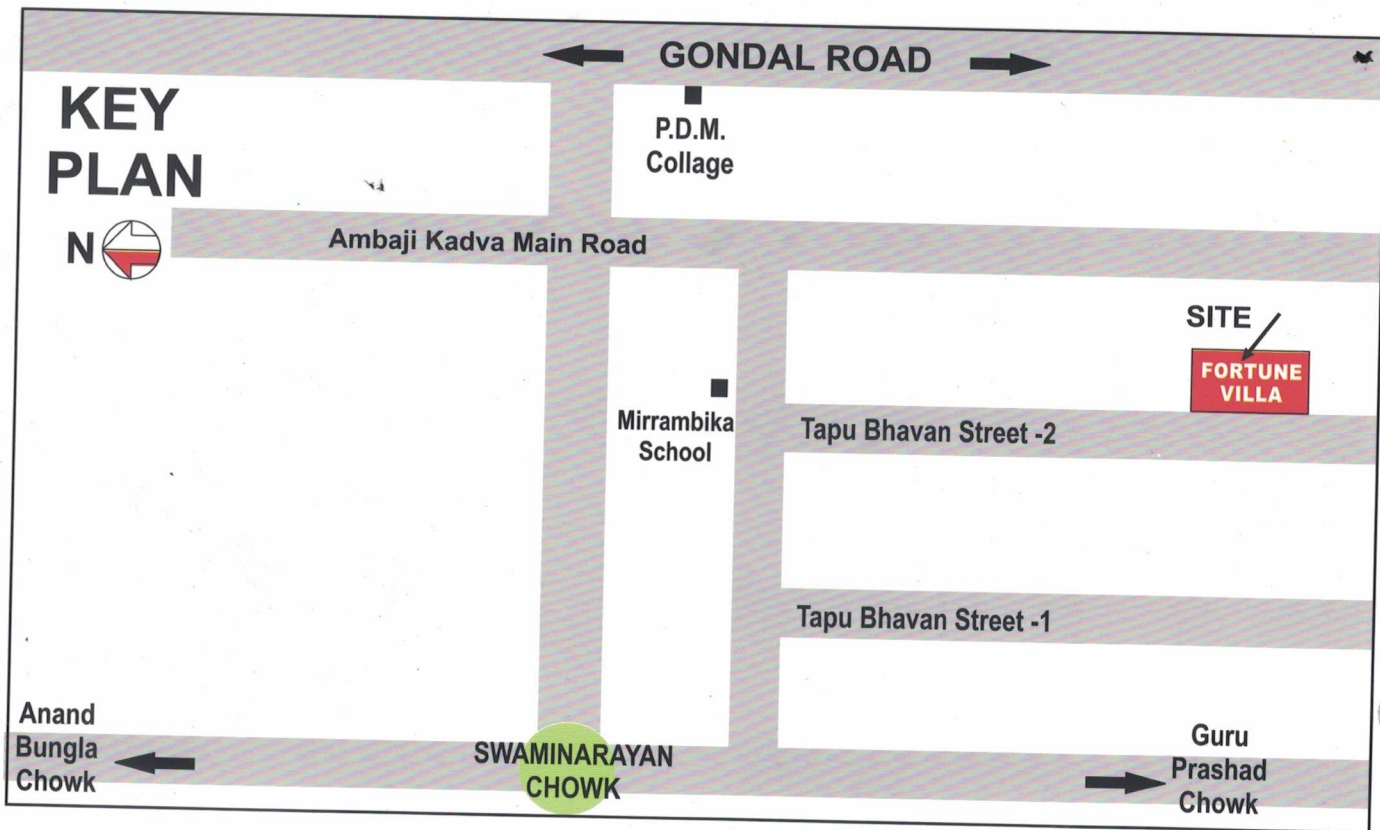 GONDAL ROAD
KEY
PLAN
P.D.M.
Collage
N
Ambaji Kadva Main Road
SITE
FORTUNE
VILLA
Mirrambika
School
Tapu Bhavan Street -2
Tapu Bhavan Street -1
Anand
Bungla
Chowk
SWAMINARAYAN
CHOWK
Guru
Prashad
Chowk